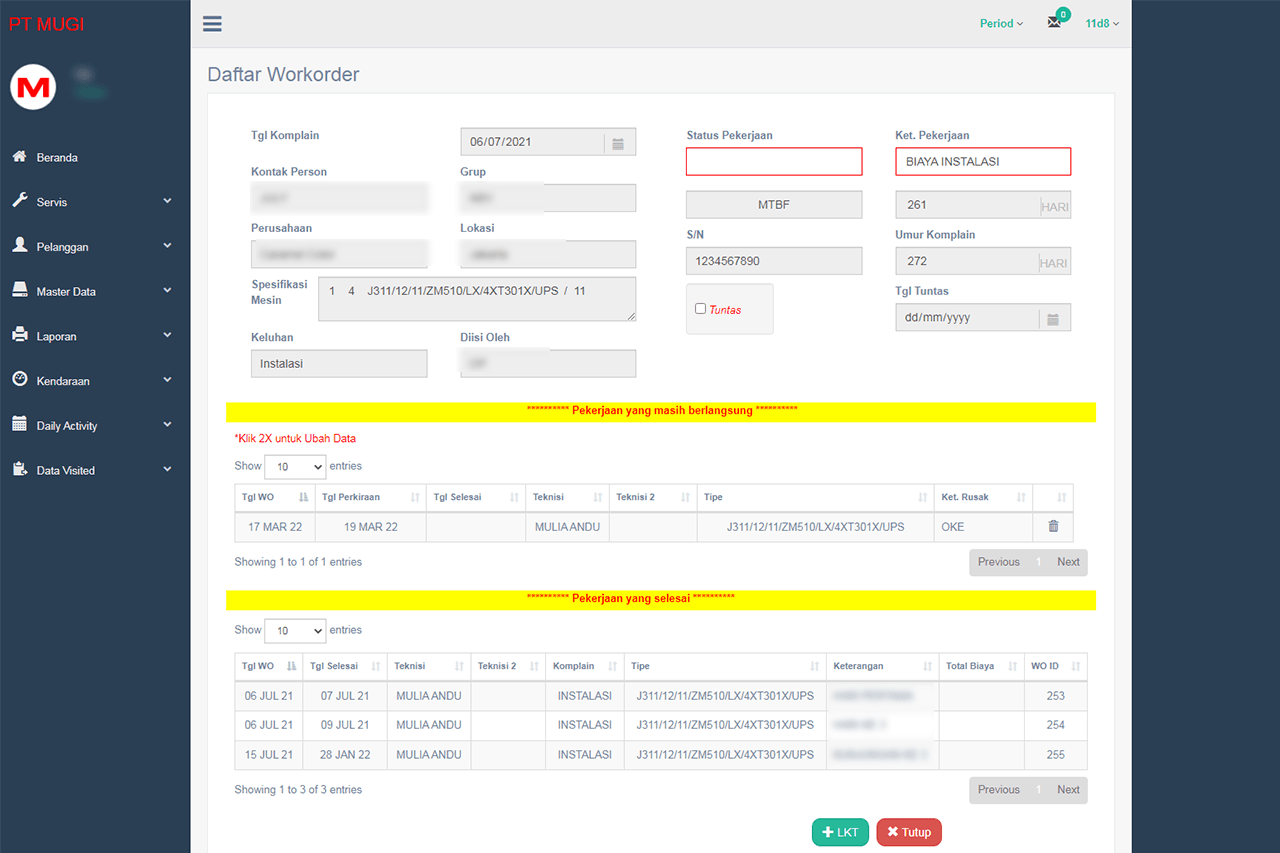 PT MUGI
Period
0
11d8
M
Beranda
Servis
Pelanggan
Master Data
Laporan
Kendaraan
Daily Activity
Data Visited
Daftar Workorder
Tgl Komplain
06/07/2021
Kontak Person
Grup
Perusahaan
Lokasi
Spesifikasi Mesin
1 4 J311/12/11/ZM510/LX/4XT301X/UPS / 11
Keluhan
Diisi Oleh
Instalasi
Status Pekerjaan
Ket. Pekerjaan
BIAYA INSTALASI
MTBF
261 HARI
S/N
Umur Komplain
1234567890
272 HARI
Tuntas
Tgl Tuntas
dd/mm/yyyy
********** Pekerjaan yang masih berlangsung **********
*Klik 2X untuk Ubah Data
Show 10 entries
Tgl WO Tgl Perkiraan Tgl Selesai Teknisi Teknisi 2 Tipe Ket. Rusak
17 MAR 22 19 MAR 22 MULIA ANDU J311/12/11/ZM510/LX/4XT301X/UPS OKE
Showing 1 to 1 of 1 entries
Previous 1 Next
********** Pekerjaan yang selesai **********
Show 10 entries
Tgl WO Tgl Selesai Teknisi Teknisi 2 Komplain Tipe Keterangan Total Biaya WO ID
06 JUL 21 07 JUL 21 MULIA ANDU INSTALASI J311/12/11/ZM510/LX/4XT301X/UPS 253
06 JUL 21 09 JUL 21 MULIA ANDU INSTALASI J311/12/11/ZM510/LX/4XT301X/UPS 254
15 JUL 21 28 JAN 22 MULIA ANDU INSTALASI J311/12/11/ZM510/LX/4XT301X/UPS 255
Showing 1 to 3 of 3 entries
Previous 1 Next
LKT
Tutup